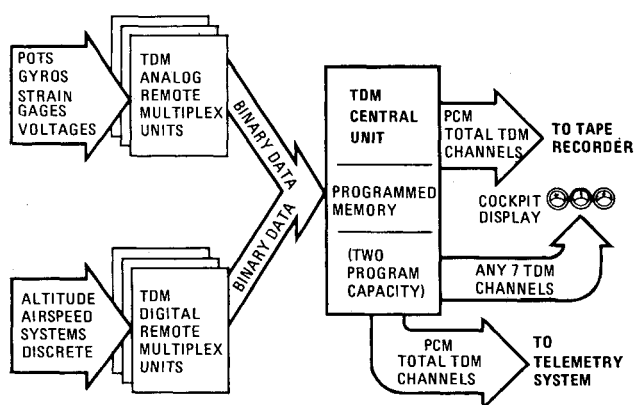 POTS
GYROS
STRAIN
GAGES
VOLTAGES
TDM
ANALOG
REMOTE
MULTIPLEX
UNITS
BINARY DATA
BINARY DATA
ALTITUDE
AIRSPEED
SYSTEMS
DISCRETE
TDM
DIGITAL
REMOTE
MULTIPLEX
UNITS
TDM
CENTRAL
UNIT
PROGRAMMED
MEMORY
(TWO
PROGRAM
CAPACITY)
PCM
TOTAL TDM
CHANNELS
TO TAPE
RECORDER
COCKPIT
DISPLAY
ANY 7 TDM
CHANNELS
PCM
TOTAL TDM
CHANNELS
TO
TELEMETRY
SYSTEM